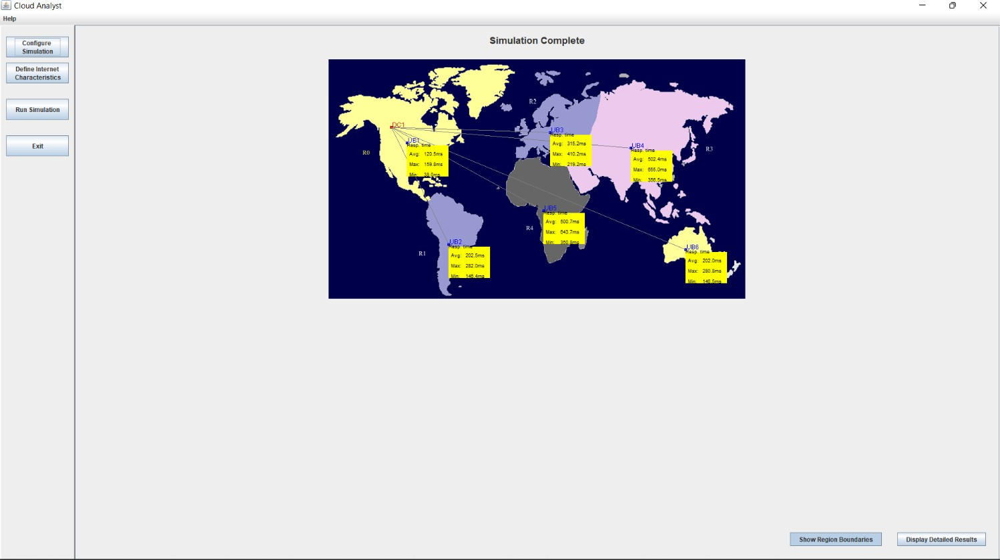 Cloud Analyst
Help
Configure
Simulation
Define Internet
Characteristics
Run Simulation
Exit
Simulation Complete
R2
DC1
UB3
Resp. time
Avg: 315.2ms
Max: 410.2ms
Min: 219.2ms
UB1
Resp. time
Avg: 120.5ms
Max: 159.8ms
Min: 38.0ms
R0
UB4
Resp. time
Avg: 502.4ms
Max: 655.0ms
Min: 356.5ms
R3
UB5
Resp. time
Avg: 500.7ms
Max: 643.7ms
Min: 350.8ms
R4
UB2
Resp. time
Avg: 202.5ms
Max: 282.0ms
Min: 146.4ms
R1
UB6
Resp. time
Avg: 202.0ms
Max: 280.8ms
Min: 146.5ms
Show Region Boundaries
Display Detailed Results